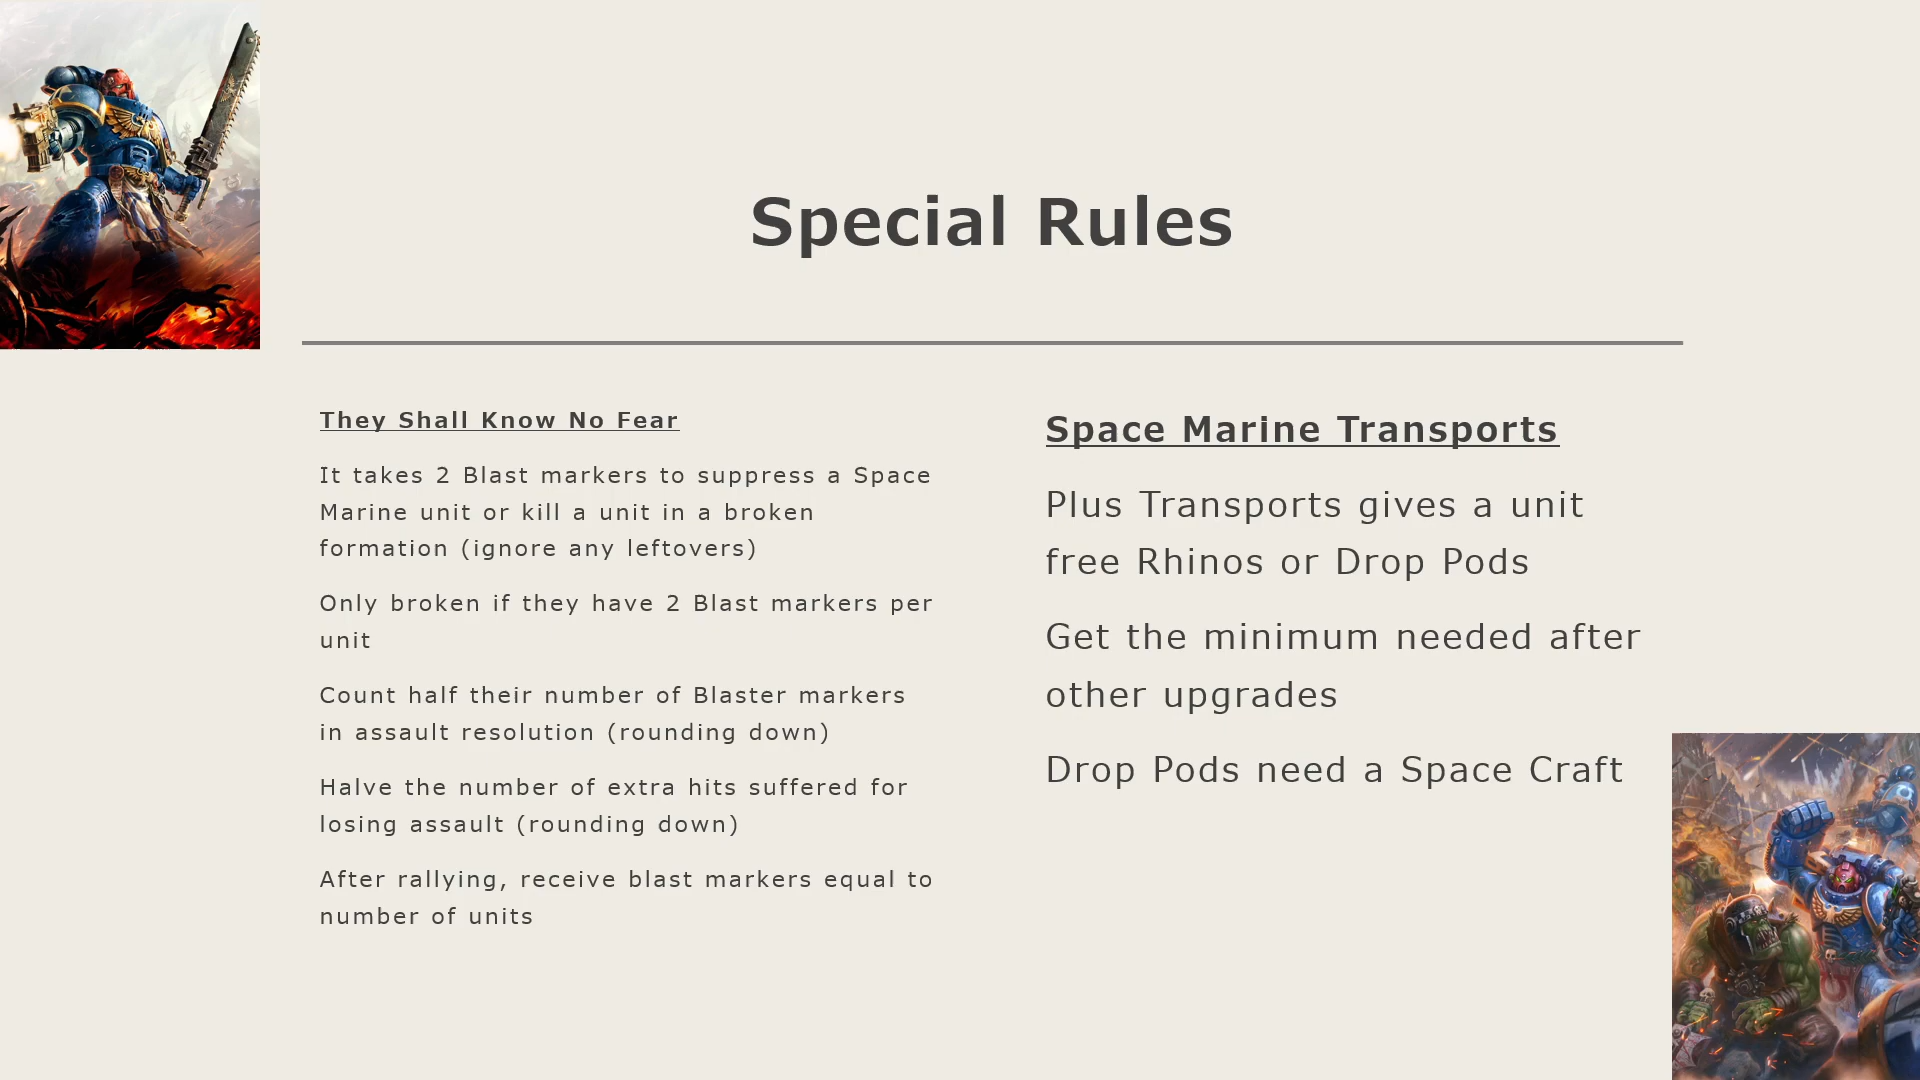 Special Rules
They Shall Know No Fear
It takes 2 Blast markers to suppress a Space
Marine unit or kill a unit in a broken
formation (ignore any leftovers)
Only broken if they have 2 Blast markers per
unit
Count half their number of Blaster markers
in assault resolution (rounding down)
Halve the number of extra hits suffered for
losing assault (rounding down)
After rallying, receive blast markers equal to
number of units
Space Marine Transports
Plus Transports gives a unit
free Rhinos or Drop Pods
Get the minimum needed after
other upgrades
Drop Pods need a Space Craft